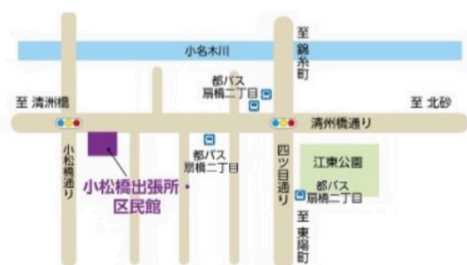 小名木川
至
錦
糸
町
都バス
扇橋二丁目
至 清洲橋
至 北砂
清州橋通り
小松橋通り
都バス
扇橋二丁目
四ツ目通り
江東公園
小松橋出張所・
区民館
都バス
扇橋二丁目
至
東
陽
町